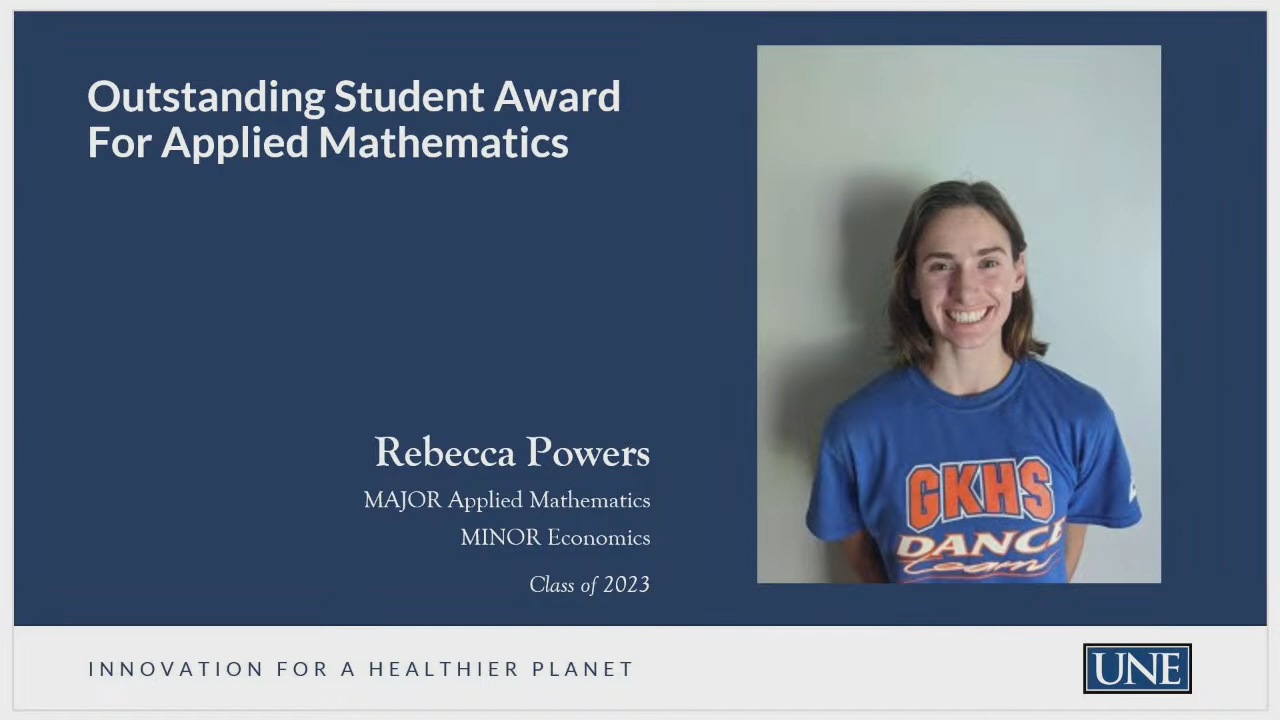 Outstanding Student Award
For Applied Mathematics
Rebecca Powers
MAJOR Applied Mathematics
MINOR Economics
Class of 2023
GKHS
DANCE
team
INNOVATION FOR A HEALTHIER PLANET
UNE